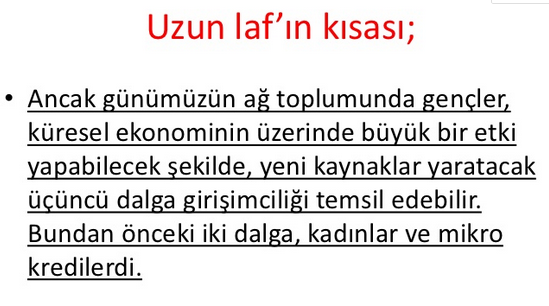 Uzun laf’ın kısası;
• Ancak günümüzün ağ toplumunda gençler,
küresel ekonominin üzerinde büyük bir etki
yapabilecek şekilde, yeni kaynaklar yaratacak
üçüncü dalga girişimciliği temsil edebilir.
Bundan önceki iki dalga, kadınlar ve mikro
kredilerdi.